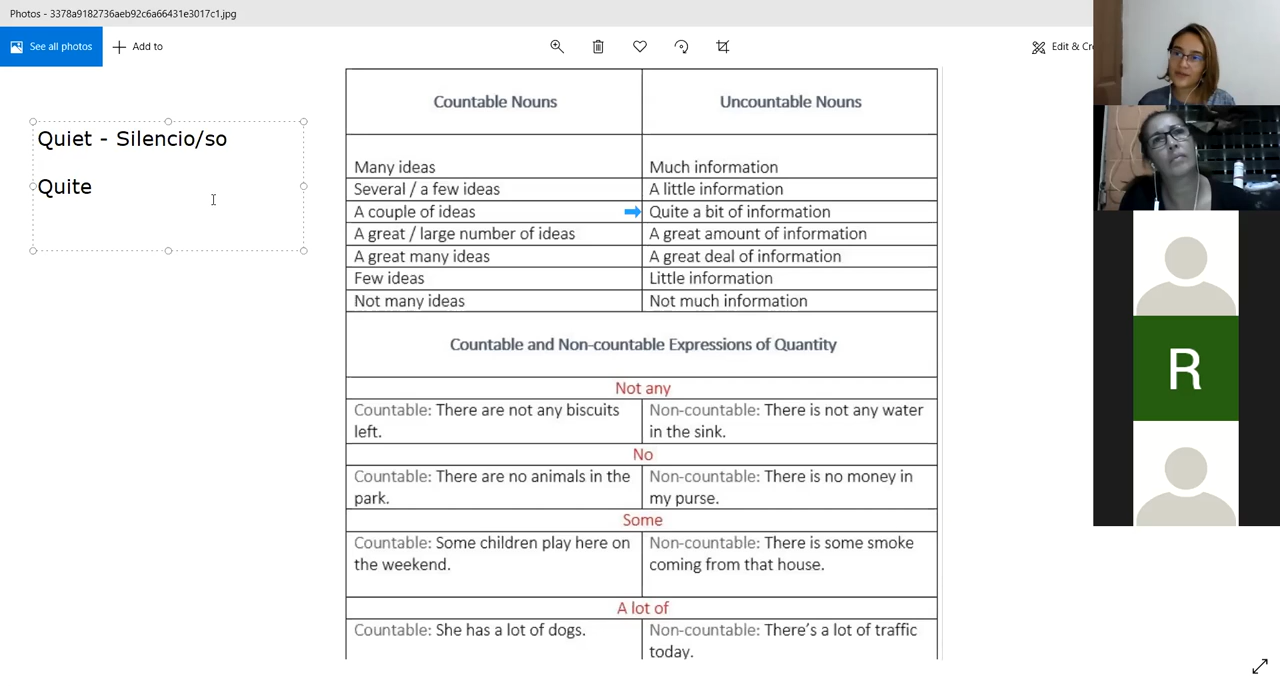 Photos - 3378a9182736aeb92c6a66431e3017c1.jpg
See all photos
Add to
Edit & Cr
Quiet - Silencio/so
Quite
Countable Nouns
Uncountable Nouns
Many ideas
Much information
Several / a few ideas
A little information
A couple of ideas
Quite a bit of information
A great / large number of ideas
A great amount of information
A great many ideas
A great deal of information
Few ideas
Little information
Not many ideas
Not much information
Countable and Non-countable Expressions of Quantity
Not any
Countable: There are not any biscuits
left.
Non-countable: There is not any water
in the sink.
No
Countable: There are no animals in the
park.
Non-countable: There is no money in
my purse.
Some
Countable: Some children play here on
the weekend.
Non-countable: There is some smoke
coming from that house.
A lot of
Countable: She has a lot of dogs.
Non-countable: There's a lot of traffic
today.
R